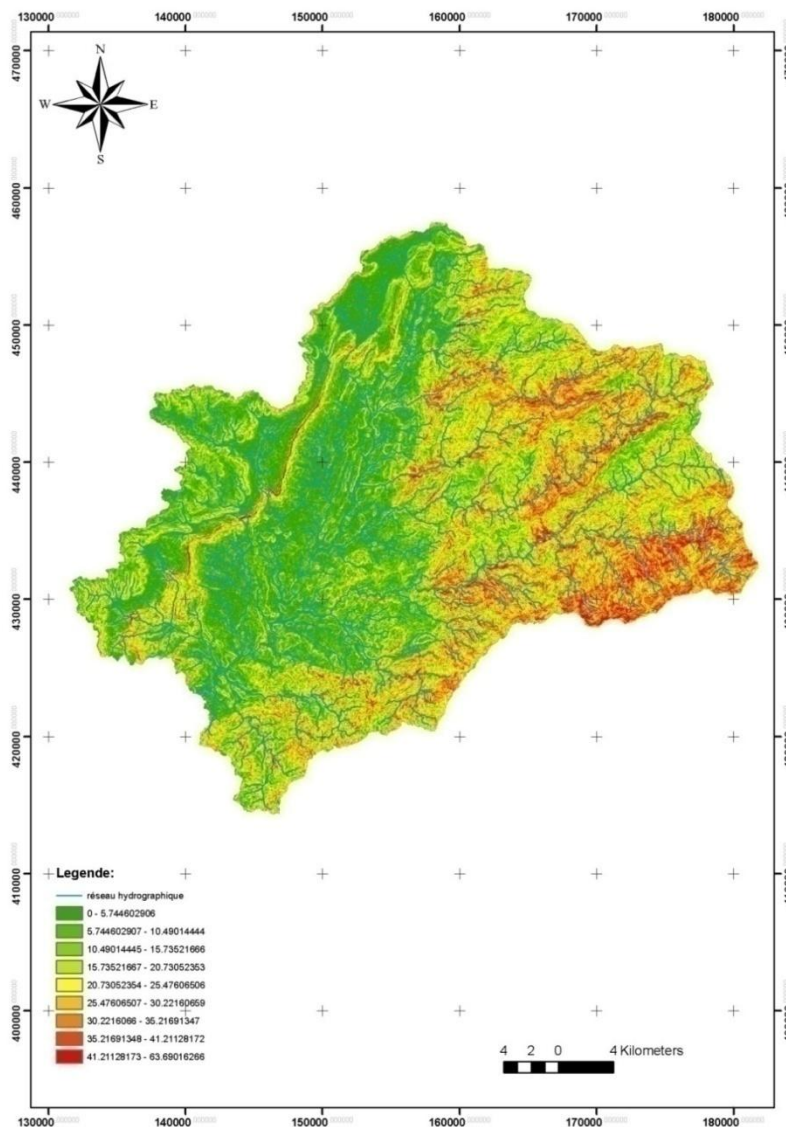 130000 140000 150000 160000 170000 180000
470000
460000
450000
440000
430000
420000
410000
400000
N
W E
S
Legende:
réseau hydrographique
0 - 5.744602906
5.744602907 - 10.49014444
10.49014445 - 15.73521666
15.73521667 - 20.73052353
20.73052354 - 25.47606506
25.47606507 - 30.22160659
30.2216066 - 35.21691347
35.21691348 - 41.21128172
41.21128173 - 63.69016266
4 2 0 4 Kilometers
130000 140000 150000 160000 170000 180000